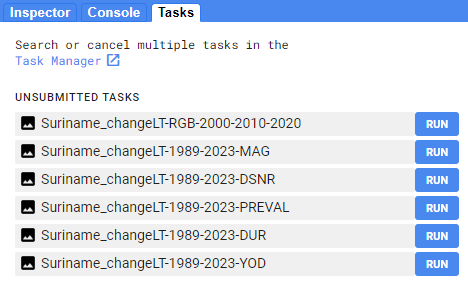 Inspector Console Tasks
Search or cancel multiple tasks in the
Task Manager
UNSUBMITTED TASKS
Suriname_changeLT-RGB-2000-2010-2020 RUN
Suriname_changeLT-1989-2023-MAG RUN
Suriname_changeLT-1989-2023-DSNR RUN
Suriname_changeLT-1989-2023-PREVAL RUN
Suriname_changeLT-1989-2023-DUR RUN
Suriname_changeLT-1989-2023-YOD RUN